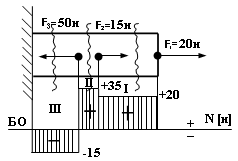 F₃=50н F₂=15н
F₁=20н
II +35 I
III +20
БО + N [н]
−
-15